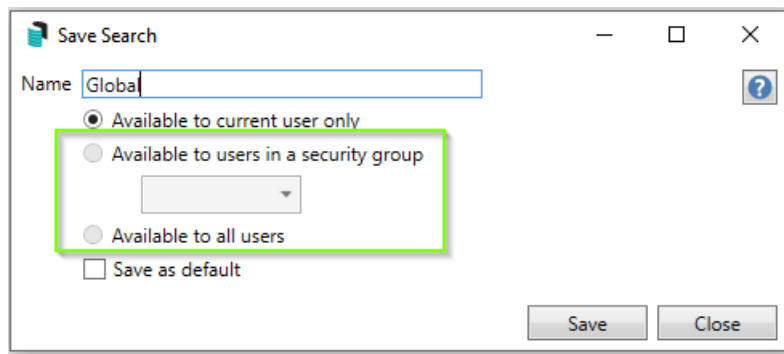 Save Search
Name Global
Available to current user only
Available to users in a security group
Available to all users
Save as default
Save Close